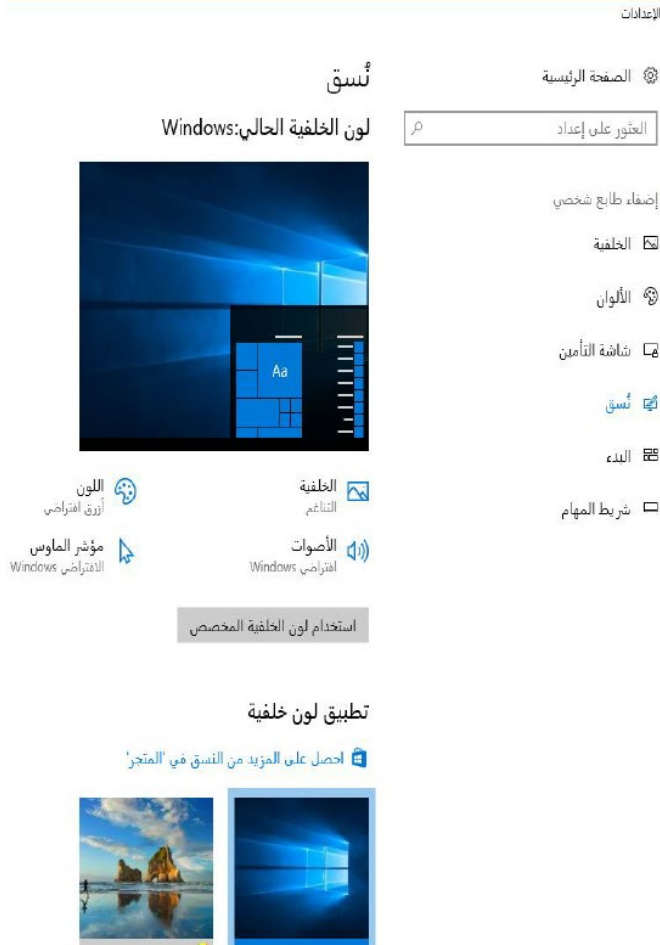 الإعدادات
الصفحة الرئيسية
العثور على إعداد
إضفاء طابع شخصي
الخلفية
الألوان
شاشة التأمين
نُسق
البدء
شريط المهام
نُسق
لون الخلفية الحالي:Windows
Aa
الخلفية
التناغم
اللون
أزرق افتراضي
الأصوات
افتراضي Windows
مؤشر الماوس
الافتراضي Windows
استخدام لون الخلفية المخصص
تطبيق لون خلفية
احصل على المزيد من النسق في 'المتجر'